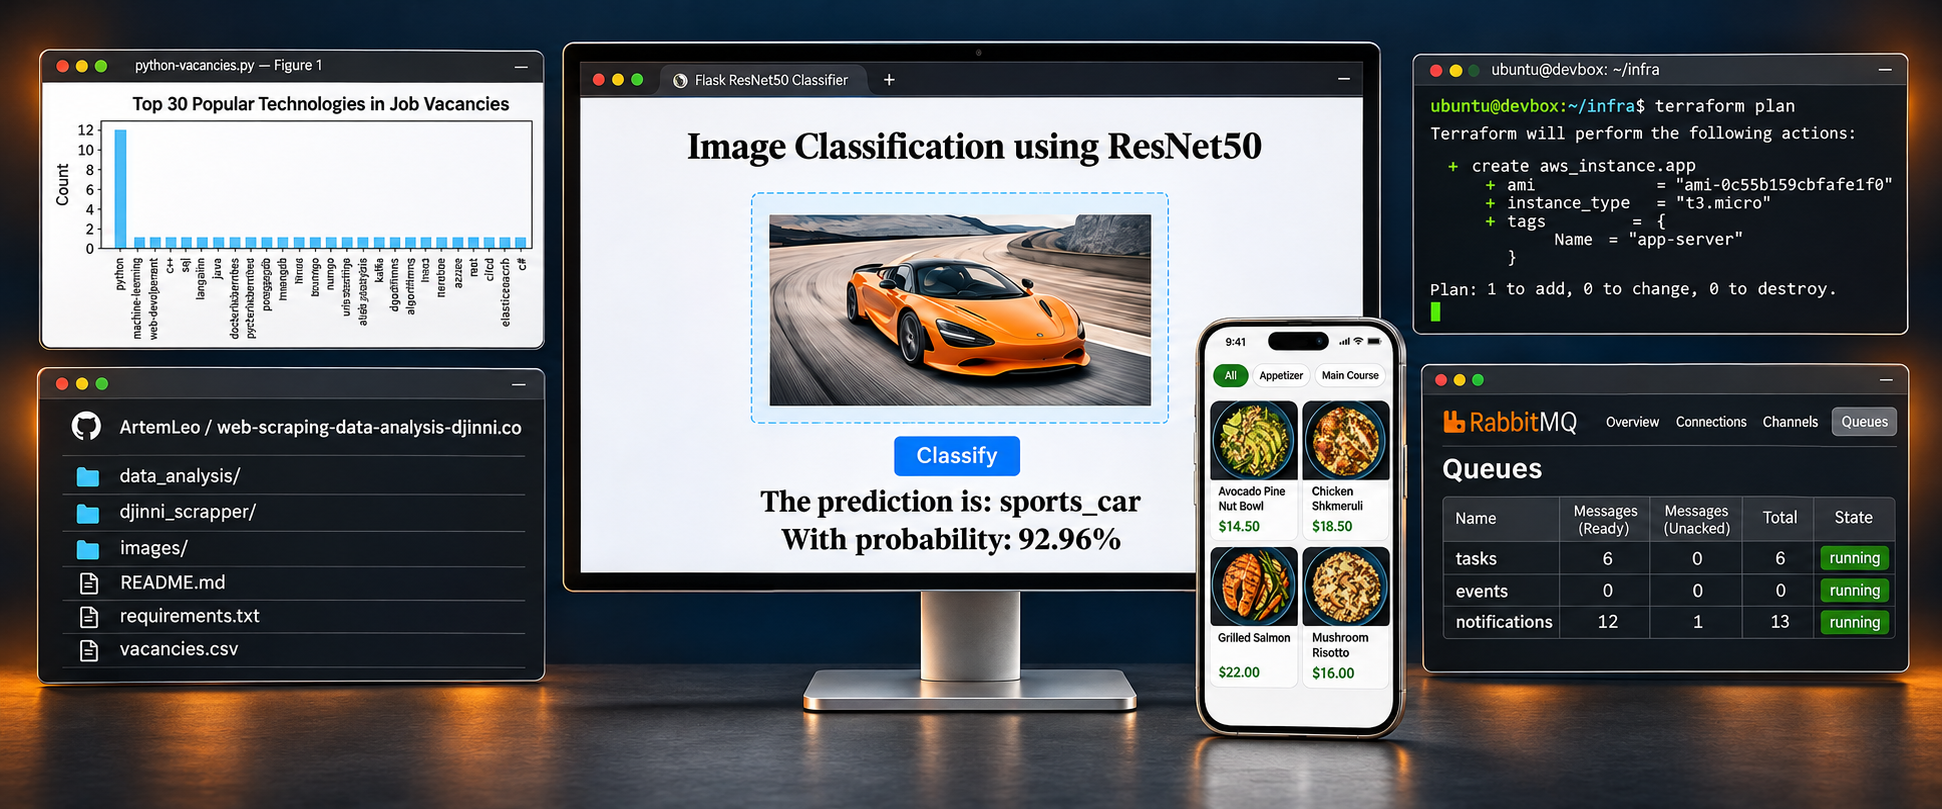 python-vacancies.py — Figure 1
Top 30 Popular Technologies in Job Vacancies
Count
12
10
8
6
4
2
0
python
machine-learning
c++
sql
java
kafka
c#
ArtemLeo / web-scraping-data-analysis-djinni.co
data_analysis/
djinni_scrapper/
images/
README.md
requirements.txt
vacancies.csv
Flask ResNet50 Classifier +
Image Classification using ResNet50
Classify
The prediction is: sports_car
With probability: 92.96%
9:41
All Appetizer Main Course
Avocado Pine
Nut Bowl
$14.50
Chicken
Shkmeruli
$18.50
Grilled Salmon
$22.00
Mushroom
Risotto
$16.00
ubuntu@devbox: ~/infra
ubuntu@devbox:~/infra$ terraform plan
Terraform will perform the following actions:
+ create aws_instance.app
+ ami = "ami-0c55b159cbfafe1f0"
+ instance_type = "t3.micro"
+ tags = {
Name = "app-server"
}
Plan: 1 to add, 0 to change, 0 to destroy.
RabbitMQ Overview Connections Channels Queues
Queues
Name Messages (Ready) Messages (Unacked) Total State
tasks 6 0 6 running
events 0 0 0 running
notifications 12 1 13 running